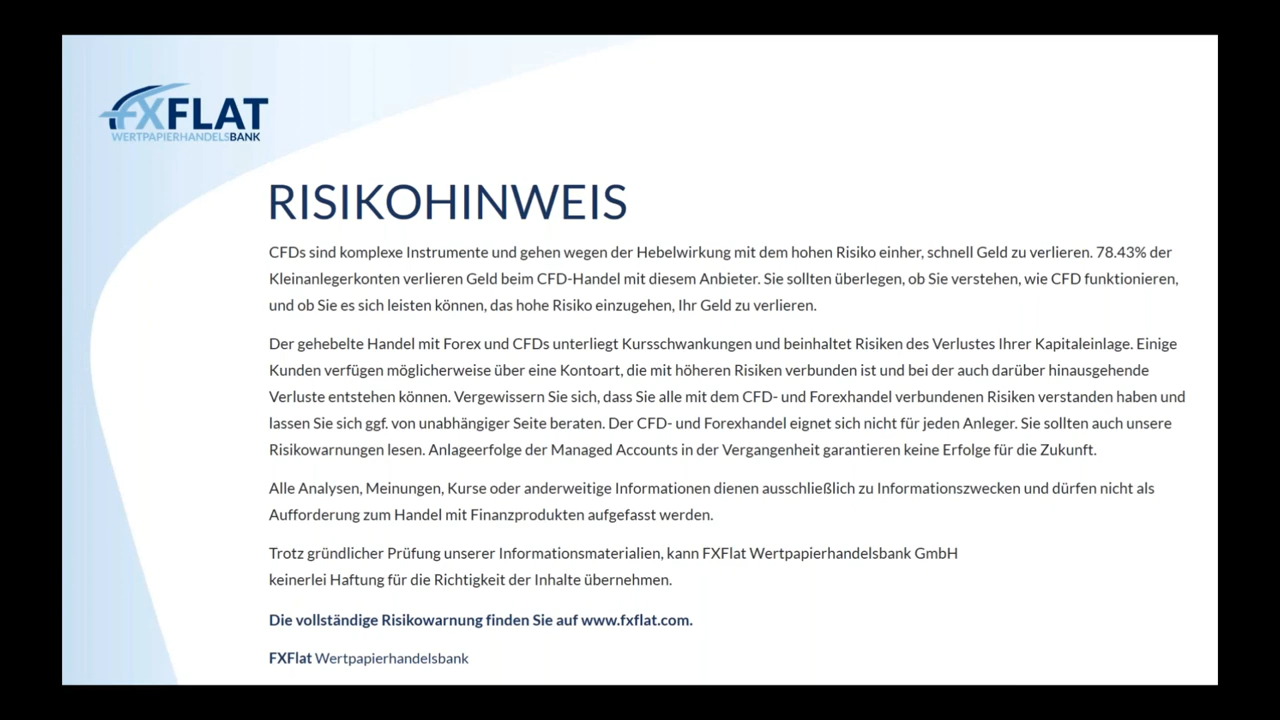 FXFLAT
WERTPAPIERHANDELSBANK
RISIKOHINWEIS
CFDs sind komplexe Instrumente und gehen wegen der Hebelwirkung mit dem hohen Risiko einher, schnell Geld zu verlieren. 78.43% der
Kleinanlegerkonten verlieren Geld beim CFD-Handel mit diesem Anbieter. Sie sollten überlegen, ob Sie verstehen, wie CFD funktionieren,
und ob Sie es sich leisten können, das hohe Risiko einzugehen, Ihr Geld zu verlieren.
Der gehebelte Handel mit Forex und CFDs unterliegt Kursschwankungen und beinhaltet Risiken des Verlustes Ihrer Kapitaleinlage. Einige
Kunden verfügen möglicherweise über eine Kontoart, die mit höheren Risiken verbunden ist und bei der auch darüber hinausgehende
Verluste entstehen können. Vergewissern Sie sich, dass Sie alle mit dem CFD- und Forexhandel verbundenen Risiken verstanden haben und
lassen Sie sich ggf. von unabhängiger Seite beraten. Der CFD- und Forexhandel eignet sich nicht für jeden Anleger. Sie sollten auch unsere
Risikowarnungen lesen. Anlageerfolge der Managed Accounts in der Vergangenheit garantieren keine Erfolge für die Zukunft.
Alle Analysen, Meinungen, Kurse oder anderweitige Informationen dienen ausschließlich zu Informationszwecken und dürfen nicht als
Aufforderung zum Handel mit Finanzprodukten aufgefasst werden.
Trotz gründlicher Prüfung unserer Informationsmaterialien, kann FXFlat Wertpapierhandelsbank GmbH
keinerlei Haftung für die Richtigkeit der Inhalte übernehmen.
Die vollständige Risikowarnung finden Sie auf www.fxflat.com.
FXFlat Wertpapierhandelsbank